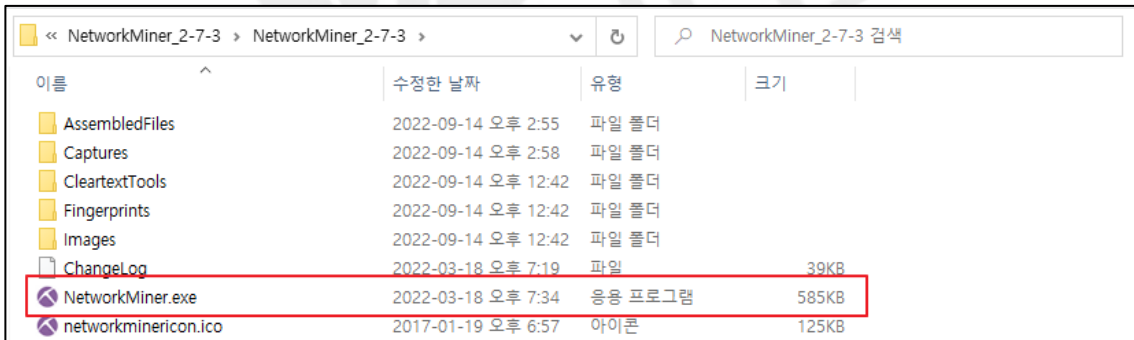 « NetworkMiner_2-7-3 › NetworkMiner_2-7-3 › NetworkMiner_2-7-3 검색
이름 수정한 날짜 유형 크기
AssembledFiles 2022-09-14 오후 2:55 파일 폴더
Captures 2022-09-14 오후 2:58 파일 폴더
CleartextTools 2022-09-14 오후 12:42 파일 폴더
Fingerprints 2022-09-14 오후 12:42 파일 폴더
Images 2022-09-14 오후 12:42 파일 폴더
ChangeLog 2022-03-18 오후 7:19 파일 39KB
NetworkMiner.exe 2022-03-18 오후 7:34 응용 프로그램 585KB
networkminericon.ico 2017-01-19 오후 6:57 아이콘 125KB